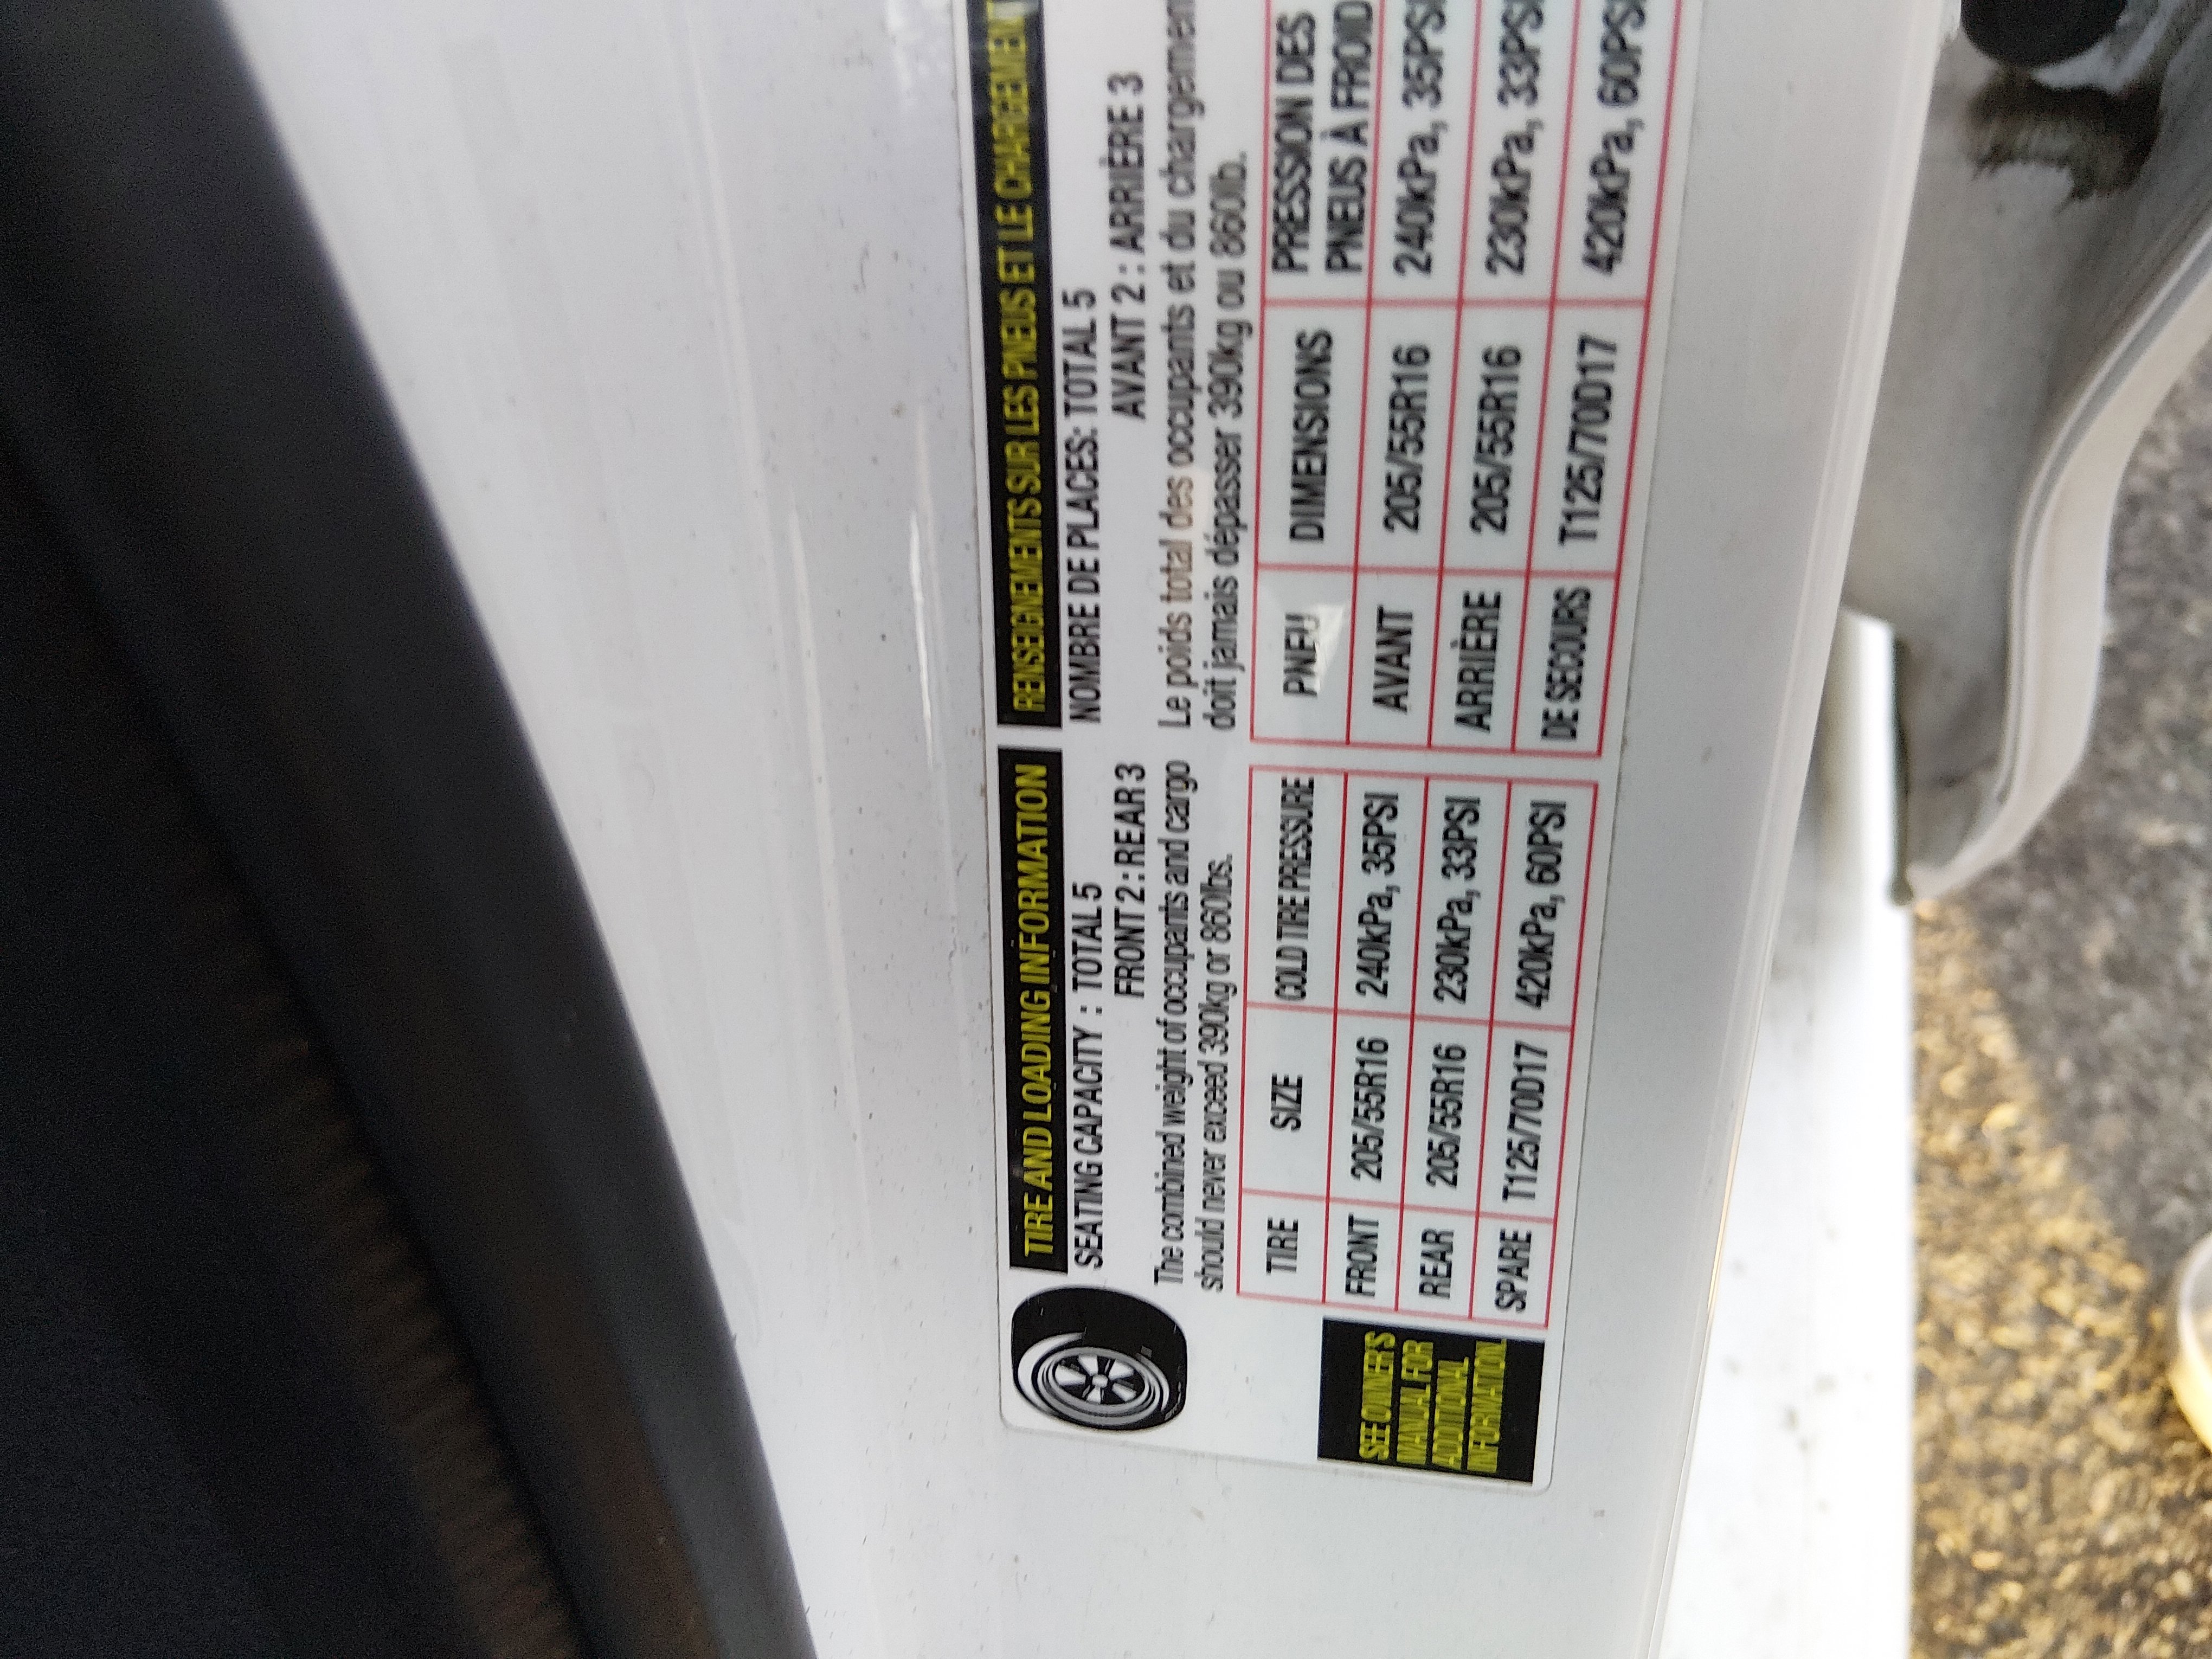 TIRE AND LOADING INFORMATION
SEATING CAPACITY : TOTAL 5
FRONT 2 : REAR 3
The combined weight of occupants and cargo
should never exceed 390kg or 860lbs.
TIRE SIZE COLD TIRE PRESSURE
FRONT 205/55R16 240kPa, 35PSI
REAR 205/55R16 230kPa, 33PSI
SPARE T125/70D17 420kPa, 60PSI
SEE OWNER'S
MANUAL FOR
ADDITIONAL
INFORMATION.
RENSEIGNEMENTS SUR LES PNEUS ET LE CHARGEMENT
NOMBRE DE PLACES: TOTAL 5
AVANT 2 : ARRIÈRE 3
Le poids total des occupants et du chargement
doit jamais dépasser 390kg ou 860lb.
PNEU DIMENSIONS PRESSION DES
PNEUS À FROID
AVANT 205/55R16 240kPa, 35PSI
ARRIÈRE 205/55R16 230kPa, 33PSI
DE SECOURS T125/70D17 420kPa, 60PSI